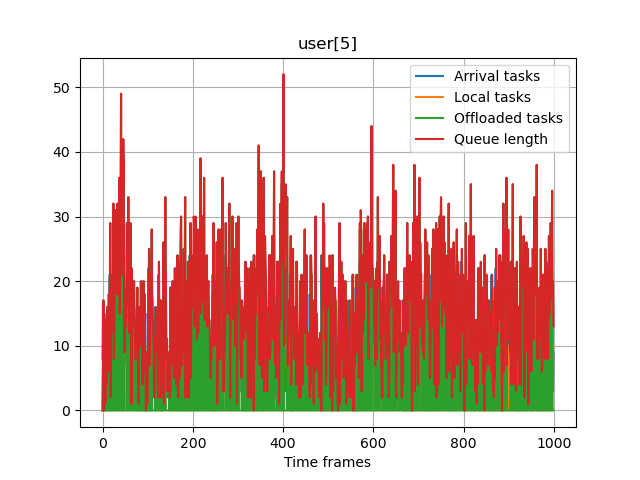 user[5]
Arrival tasks
Local tasks
Offloaded tasks
Queue length
50
40
30
20
10
0
0 200 400 600 800 1000
Time frames